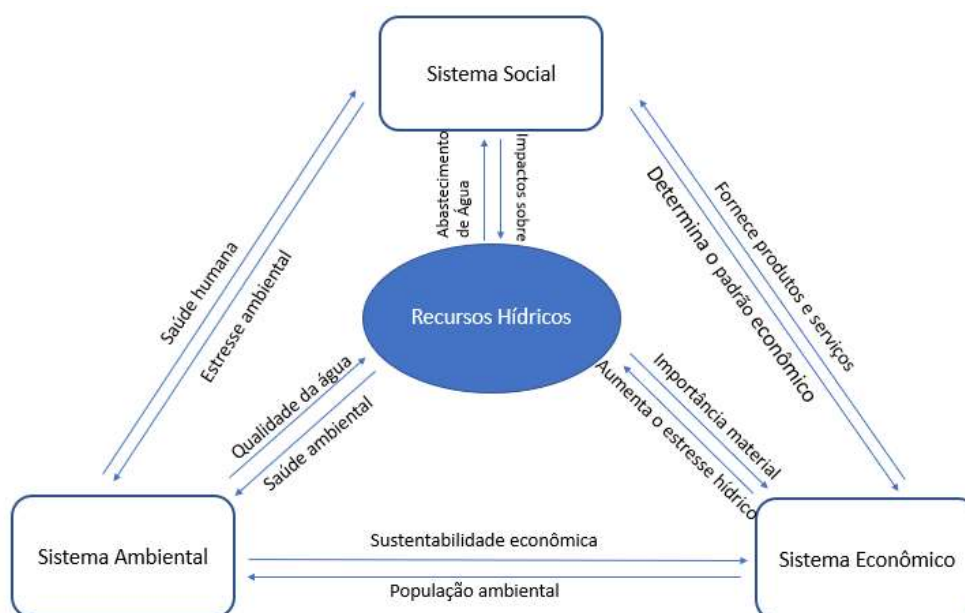 Sistema Social
Abastecimento
de Água
Impactos sobre
Saúde humana
Estresse ambiental
Fornece produtos e serviços
Determina o padrão econômico
Recursos Hídricos
Qualidade da água
Saúde ambiental
Importância material
Aumenta o estresse hídrico
Sistema Ambiental
Sustentabilidade econômica
População ambiental
Sistema Econômico